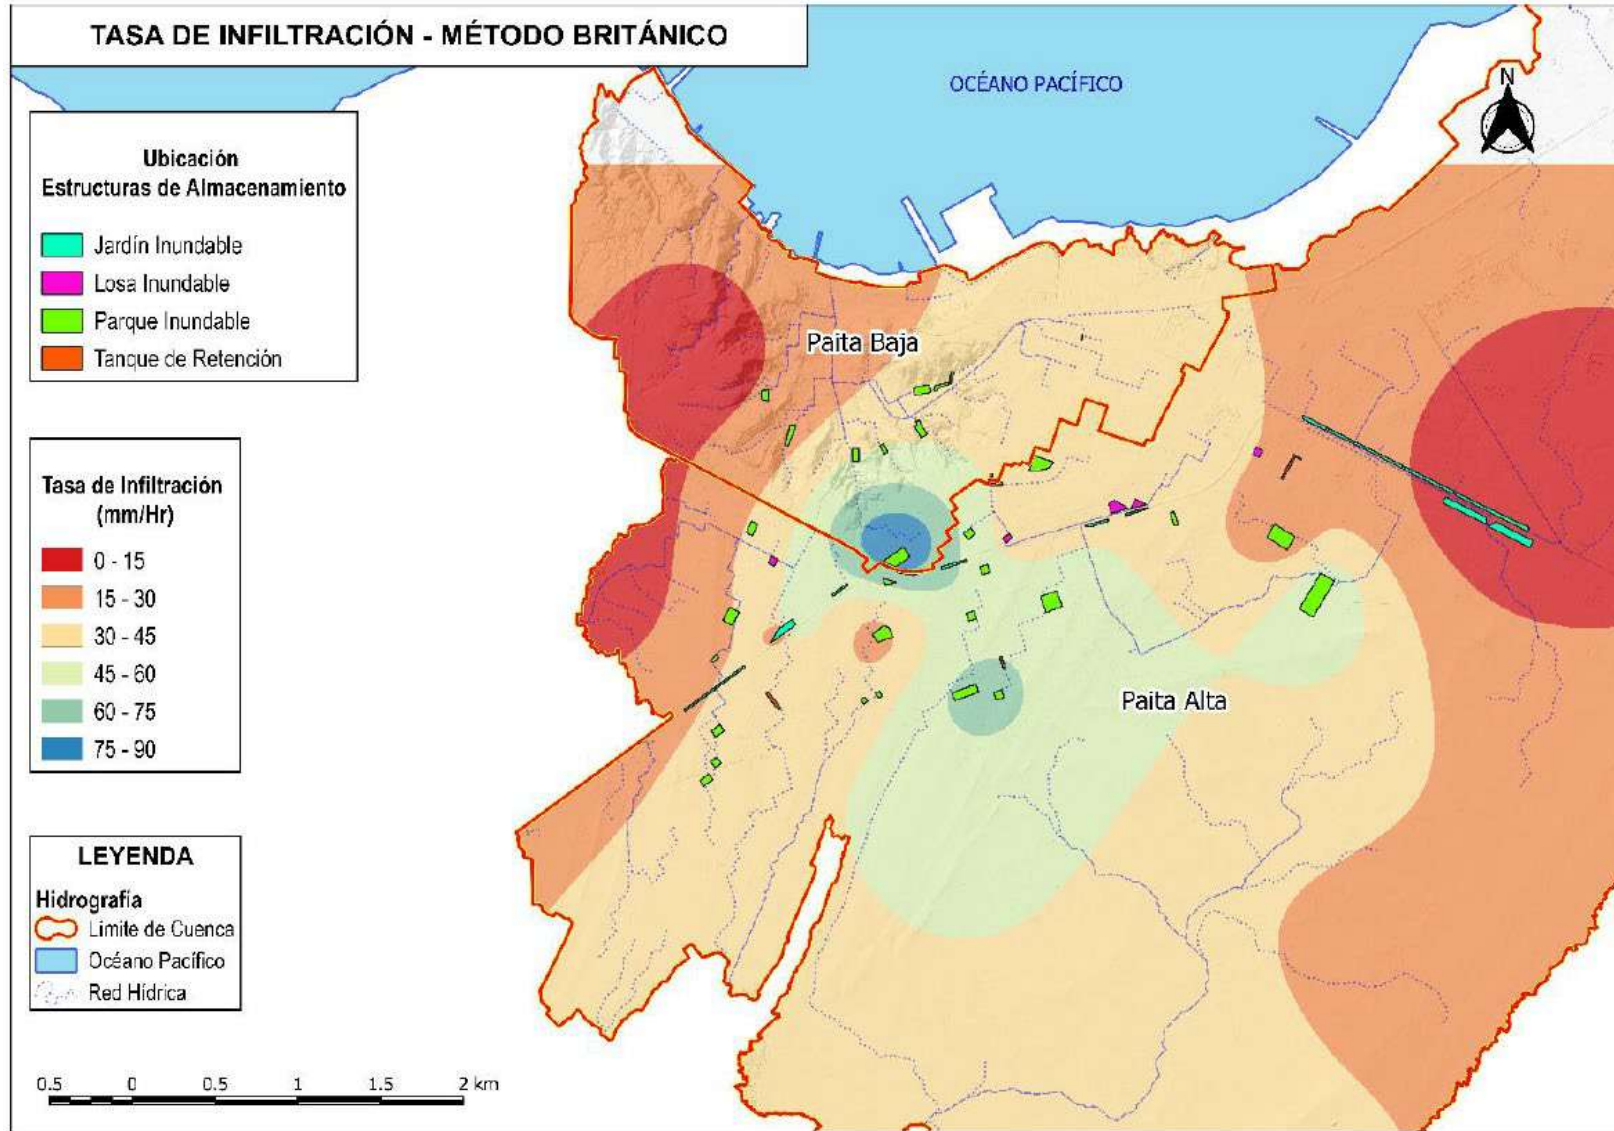 TASA DE INFILTRACIÓN - MÉTODO BRITÁNICO
OCÉANO PACÍFICO
N
Ubicación
Estructuras de Almacenamiento
Jardín Inundable
Losa Inundable
Parque Inundable
Tanque de Retención
Paita Baja
Tasa de Infiltración
(mm/Hr)
0 - 15
15 - 30
30 - 45
45 - 60
60 - 75
75 - 90
Paita Alta
LEYENDA
Hidrografía
Limite de Cuenca
Océano Pacífico
Red Hídrica
0.5 0 0.5 1 1.5 2 km